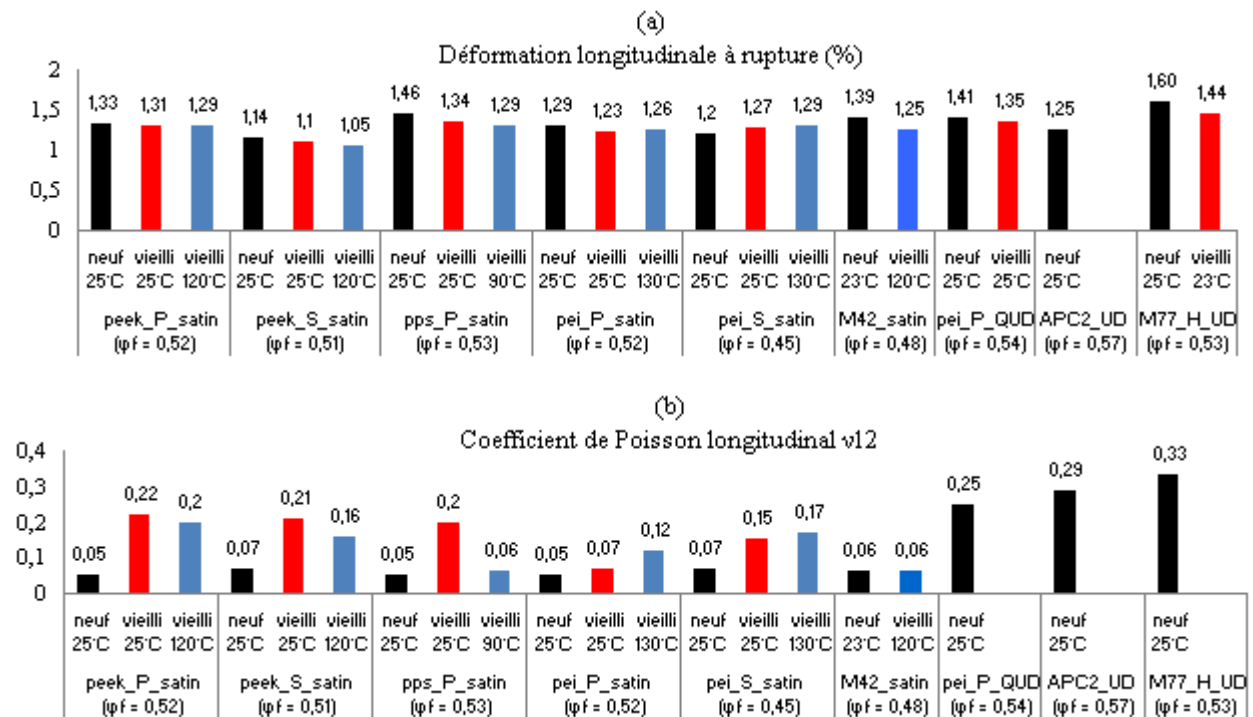 (a)
Déformation longitudinale à rupture (%)
2
1,5
1
0,5
0
1,33 1,31 1,29 1,14 1,1 1,05 1,46 1,34 1,29 1,29 1,23 1,26 1,2 1,27 1,29 1,39 1,25 1,41 1,35 1,25 1,60 1,44
neuf vieilli vieilli neuf vieilli vieilli neuf vieilli vieilli neuf vieilli vieilli neuf vieilli vieilli neuf vieilli neuf vieilli neuf neuf vieilli
25°C 25°C 120°C 25°C 25°C 120°C 25°C 25°C 90°C 25°C 25°C 130°C 25°C 25°C 130°C 23°C 120°C 25°C 25°C 25°C 25°C 23°C
peek_P_satin peek_S_satin pps_P_satin pei_P_satin pei_S_satin M42_satin pei_P_QUD APC2_UD M77_H_UD
(φf = 0,52) (φf = 0,51) (φf = 0,53) (φf = 0,52) (φf = 0,45) (φf = 0,48) (φf = 0,54) (φf = 0,57) (φf = 0,53)
(b)
Coefficient de Poisson longitudinal ν12
0,4
0,3
0,2
0,1
0
0,05 0,22 0,2 0,07 0,21 0,16 0,05 0,2 0,06 0,05 0,07 0,12 0,07 0,15 0,17 0,06 0,06 0,25 0,29 0,33
neuf vieilli vieilli neuf vieilli vieilli neuf vieilli vieilli neuf vieilli vieilli neuf vieilli vieilli neuf vieilli neuf neuf neuf
25°C 25°C 120°C 25°C 25°C 120°C 25°C 25°C 90°C 25°C 25°C 130°C 25°C 25°C 130°C 23°C 120°C 25°C 25°C 25°C
peek_P_satin peek_S_satin pps_P_satin pei_P_satin pei_S_satin M42_satin pei_P_QUD APC2_UD M77_H_UD
(φf = 0,52) (φf = 0,51) (φf = 0,53) (φf = 0,52) (φf = 0,45) (φf = 0,48) (φf = 0,54) (φf = 0,57) (φf = 0,53)